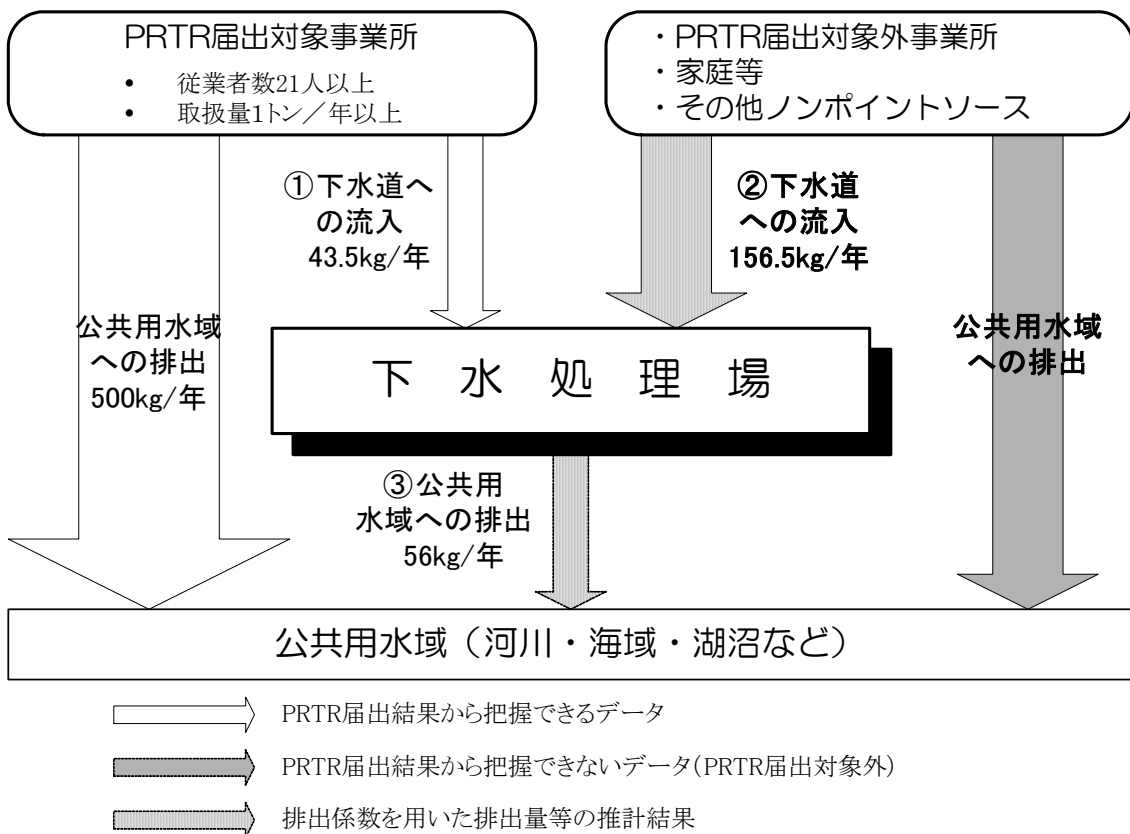 PRTR届出対象事業所
• 従業者数21人以上
• 取扱量1トン／年以上
・PRTR届出対象外事業所
・家庭等
・その他ノンポイントソース
①下水道へ
の流入
43.5kg/年
②下水道
への流入
156.5kg/年
公共用水域
への排出
500kg/年
公共用水域
への排出
下水処理場
③公共用
水域への排出
56kg/年
公共用水域（河川・海域・湖沼など）
PRTR届出結果から把握できるデータ
PRTR届出結果から把握できないデータ(PRTR届出対象外)
排出係数を用いた排出量等の推計結果